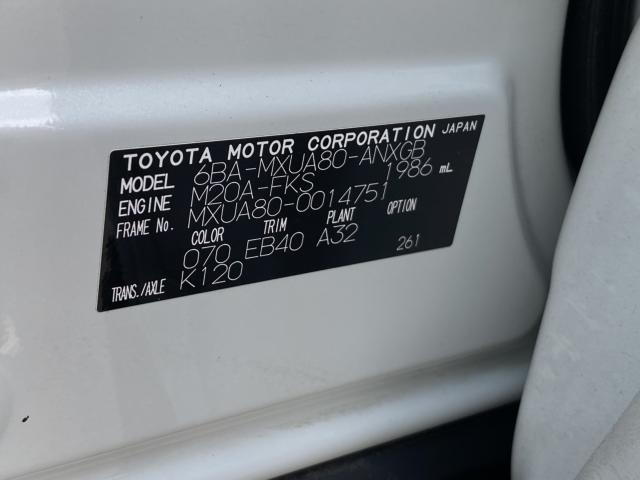 TOYOTA MOTOR CORPORATION JAPAN
MODEL 6BA-MXUA80-ANXGB
ENGINE M20A-FKS 1986 mL
FRAME No. MXUA80-0014751
COLOR TRIM PLANT OPTION
070 EB40 A32 261
TRANS./AXLE K120